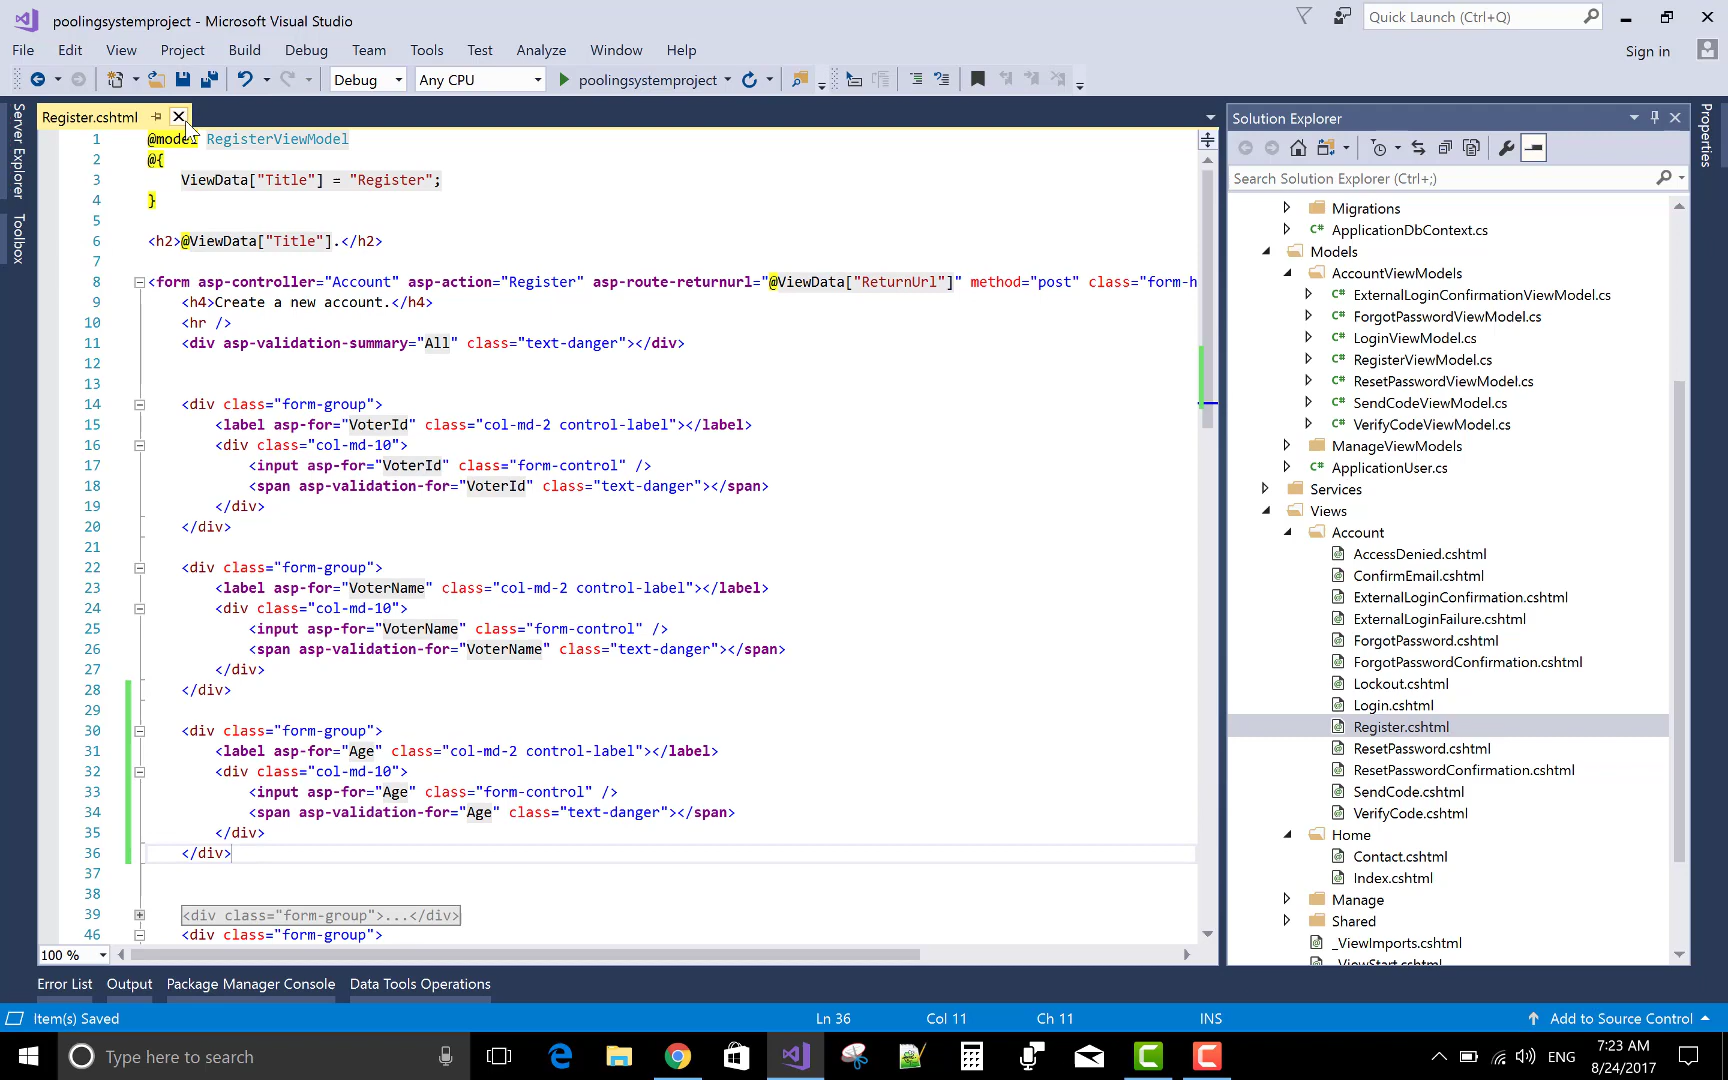 poolingsystemproject - Microsoft Visual Studio
Quick Launch (Ctrl+Q)
File Edit View Project Build Debug Team Tools Test Analyze Window Help
Sign in
Debug Any CPU poolingsystemproject
Server Explorer
Toolbox
Register.cshtml
1 @model RegisterViewModel
2 @{
3 ViewData["Title"] = "Register";
4 }
5
6 <h2>@ViewData["Title"].</h2>
7
8 <form asp-controller="Account" asp-action="Register" asp-route-returnurl="@ViewData["ReturnUrl"]" method="post" class="form-h
9 <h4>Create a new account.</h4>
10 <hr />
11 <div asp-validation-summary="All" class="text-danger"></div>
12
13
14 <div class="form-group">
15 <label asp-for="VoterId" class="col-md-2 control-label"></label>
16 <div class="col-md-10">
17 <input asp-for="VoterId" class="form-control" />
18 <span asp-validation-for="VoterId" class="text-danger"></span>
19 </div>
20 </div>
21
22 <div class="form-group">
23 <label asp-for="VoterName" class="col-md-2 control-label"></label>
24 <div class="col-md-10">
25 <input asp-for="VoterName" class="form-control" />
26 <span asp-validation-for="VoterName" class="text-danger"></span>
27 </div>
28 </div>
29
30 <div class="form-group">
31 <label asp-for="Age" class="col-md-2 control-label"></label>
32 <div class="col-md-10">
33 <input asp-for="Age" class="form-control" />
34 <span asp-validation-for="Age" class="text-danger"></span>
35 </div>
36 </div>
37
38
39 <div class="form-group">...</div>
46 <div class="form-group">
100 %
Solution Explorer
Search Solution Explorer (Ctrl+;)
Migrations
C# ApplicationDbContext.cs
Models
AccountViewModels
C# ExternalLoginConfirmationViewModel.cs
C# ForgotPasswordViewModel.cs
C# LoginViewModel.cs
C# RegisterViewModel.cs
C# ResetPasswordViewModel.cs
C# SendCodeViewModel.cs
C# VerifyCodeViewModel.cs
ManageViewModels
C# ApplicationUser.cs
Services
Views
Account
AccessDenied.cshtml
ConfirmEmail.cshtml
ExternalLoginConfirmation.cshtml
ExternalLoginFailure.cshtml
ForgotPassword.cshtml
ForgotPasswordConfirmation.cshtml
Lockout.cshtml
Login.cshtml
Register.cshtml
ResetPassword.cshtml
ResetPasswordConfirmation.cshtml
SendCode.cshtml
VerifyCode.cshtml
Home
Contact.cshtml
Index.cshtml
Manage
Shared
_ViewImports.cshtml
_ViewStart.cshtml
Properties
Error List Output Package Manager Console Data Tools Operations
Item(s) Saved Ln 36 Col 11 Ch 11 INS Add to Source Control
Type here to search
ENG
7:23 AM
8/24/2017